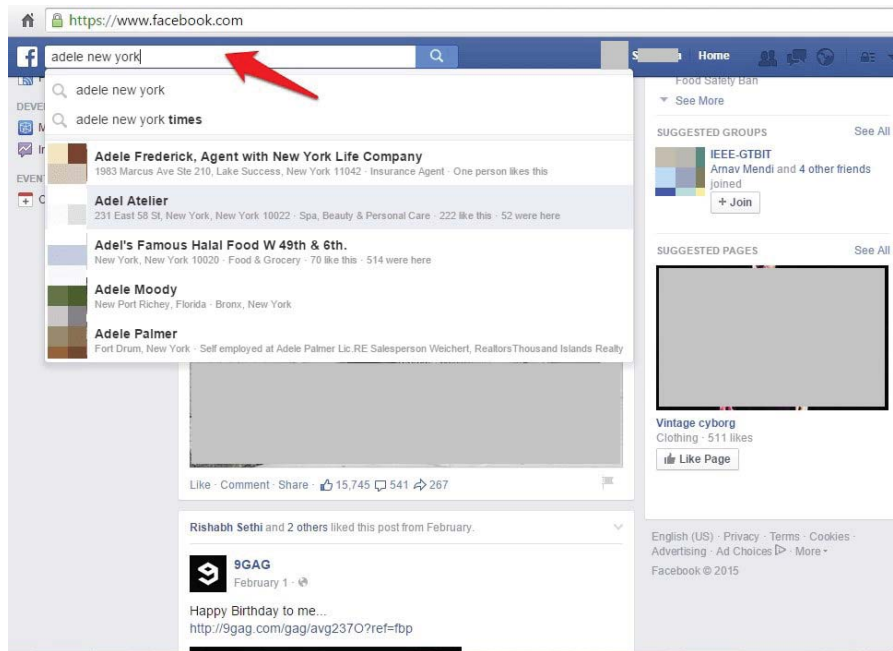 https://www.facebook.com
adele new york
Home
adele new york
adele new york times
Adele Frederick, Agent with New York Life Company
1983 Marcus Ave Ste 210, Lake Success, New York 11042 · Insurance Agent · One person likes this
Adel Atelier
231 East 58 St, New York, New York 10022 · Spa, Beauty & Personal Care · 222 like this · 52 were here
Adel's Famous Halal Food W 49th & 6th.
New York, New York 10020 · Food & Grocery · 70 like this · 514 were here
Adele Moody
New Port Richey, Florida · Bronx, New York
Adele Palmer
Fort Drum, New York · Self employed at Adele Palmer Lic.RE Salesperson Weichert, RealtorsThousand Islands Realty
DEVE
EVEN
Like · Comment · Share · 15,745 541 267
Rishabh Sethi and 2 others liked this post from February.
9GAG
February 1 ·
Happy Birthday to me...
http://9gag.com/gag/avg237O?ref=fbp
Food Safety Ban
See More
SUGGESTED GROUPS See All
IEEE-GTBIT
Arnav Mendi and 4 other friends
joined
+ Join
SUGGESTED PAGES See All
Vintage cyborg
Clothing · 511 likes
Like Page
English (US) · Privacy · Terms · Cookies ·
Advertising · Ad Choices · More
Facebook © 2015